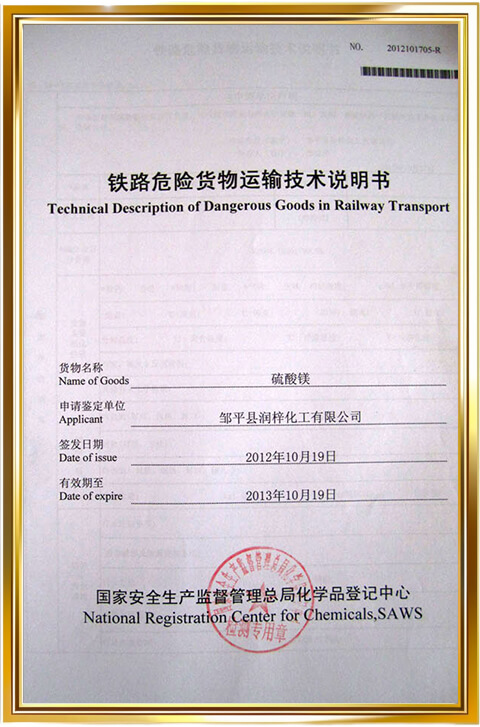 NO. 2012101705-R
铁路危险货物运输技术说明书
Technical Description of Dangerous Goods in Railway Transport
货物名称
Name of Goods
硫酸镁
申请鉴定单位
Applicant
邹平县润梓化工有限公司
签发日期
Date of issue
2012年10月19日
有效期至
Date of expire
2013年10月19日
国家安全生产监督管理总局化学品登记中心
National Registration Center for Chemicals,SAWS
检测专用章